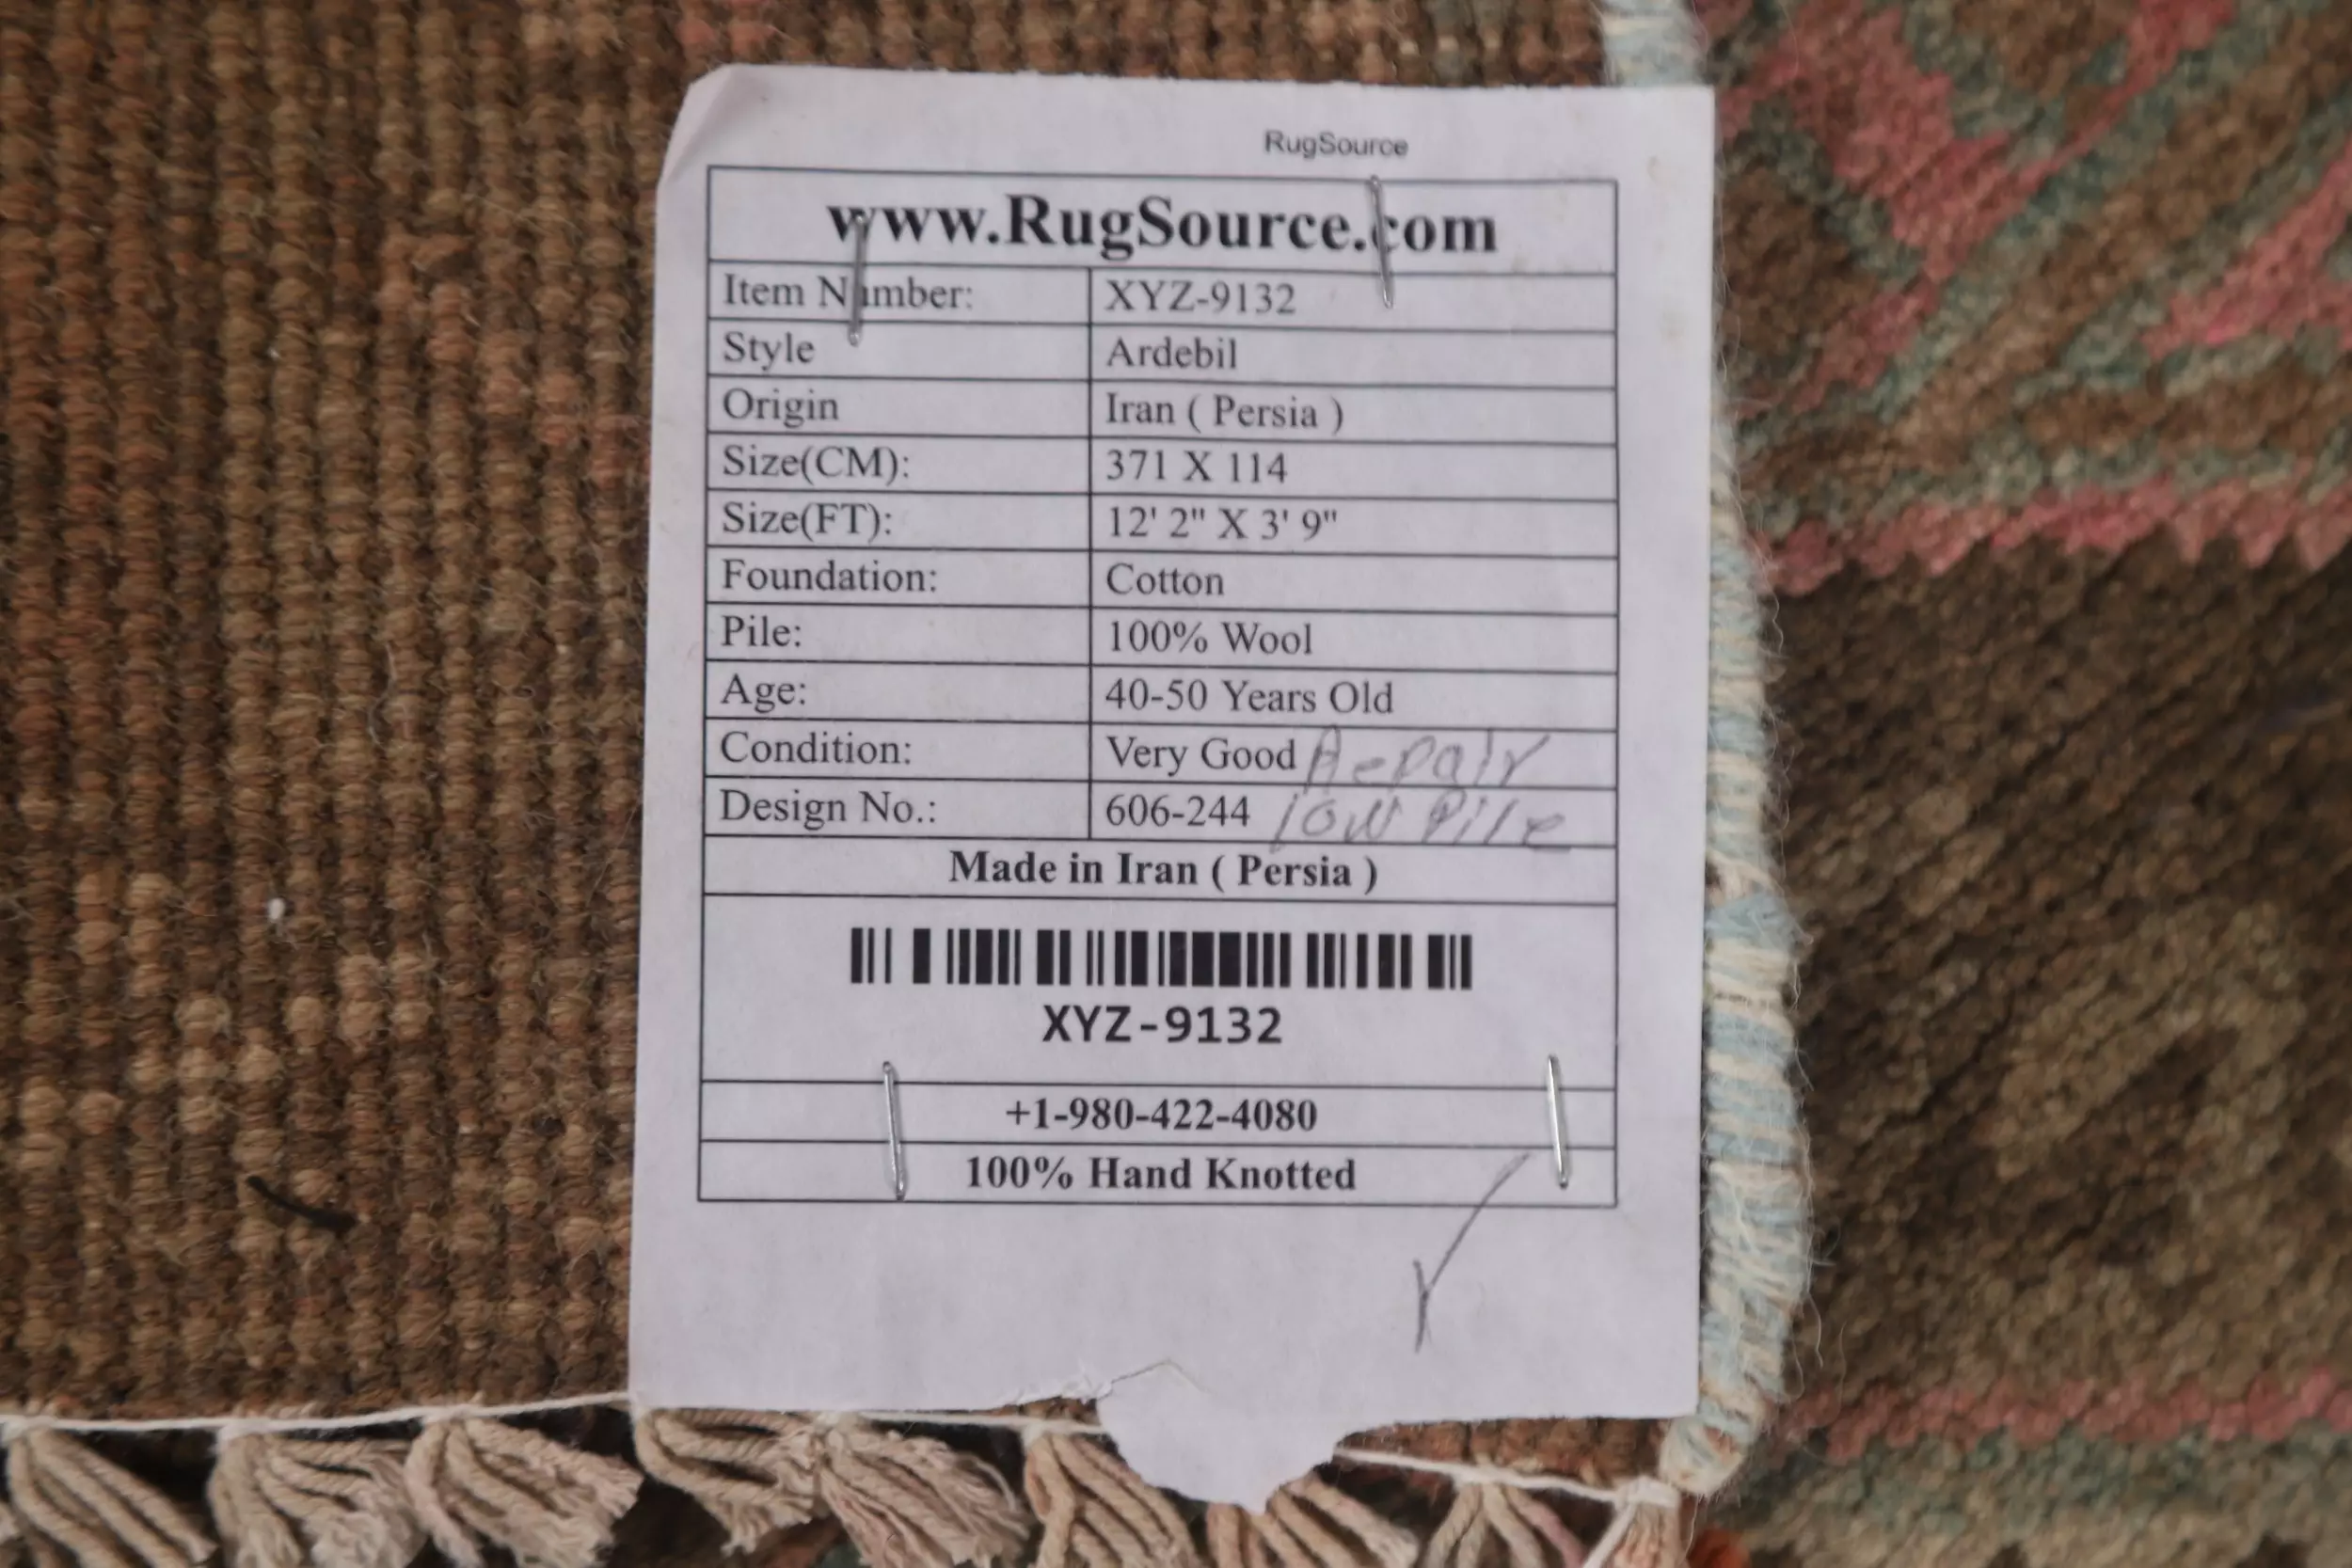 RugSource
www.RugSource.com
Item Number: XYZ-9132
Style Ardebil
Origin Iran ( Persia )
Size(CM): 371 X 114
Size(FT): 12' 2" X 3' 9"
Foundation: Cotton
Pile: 100% Wool
Age: 40-50 Years Old
Condition: Very Good Repair
Design No.: 606-244 low Pile
Made in Iran ( Persia )
XYZ-9132
+1-980-422-4080
100% Hand Knotted